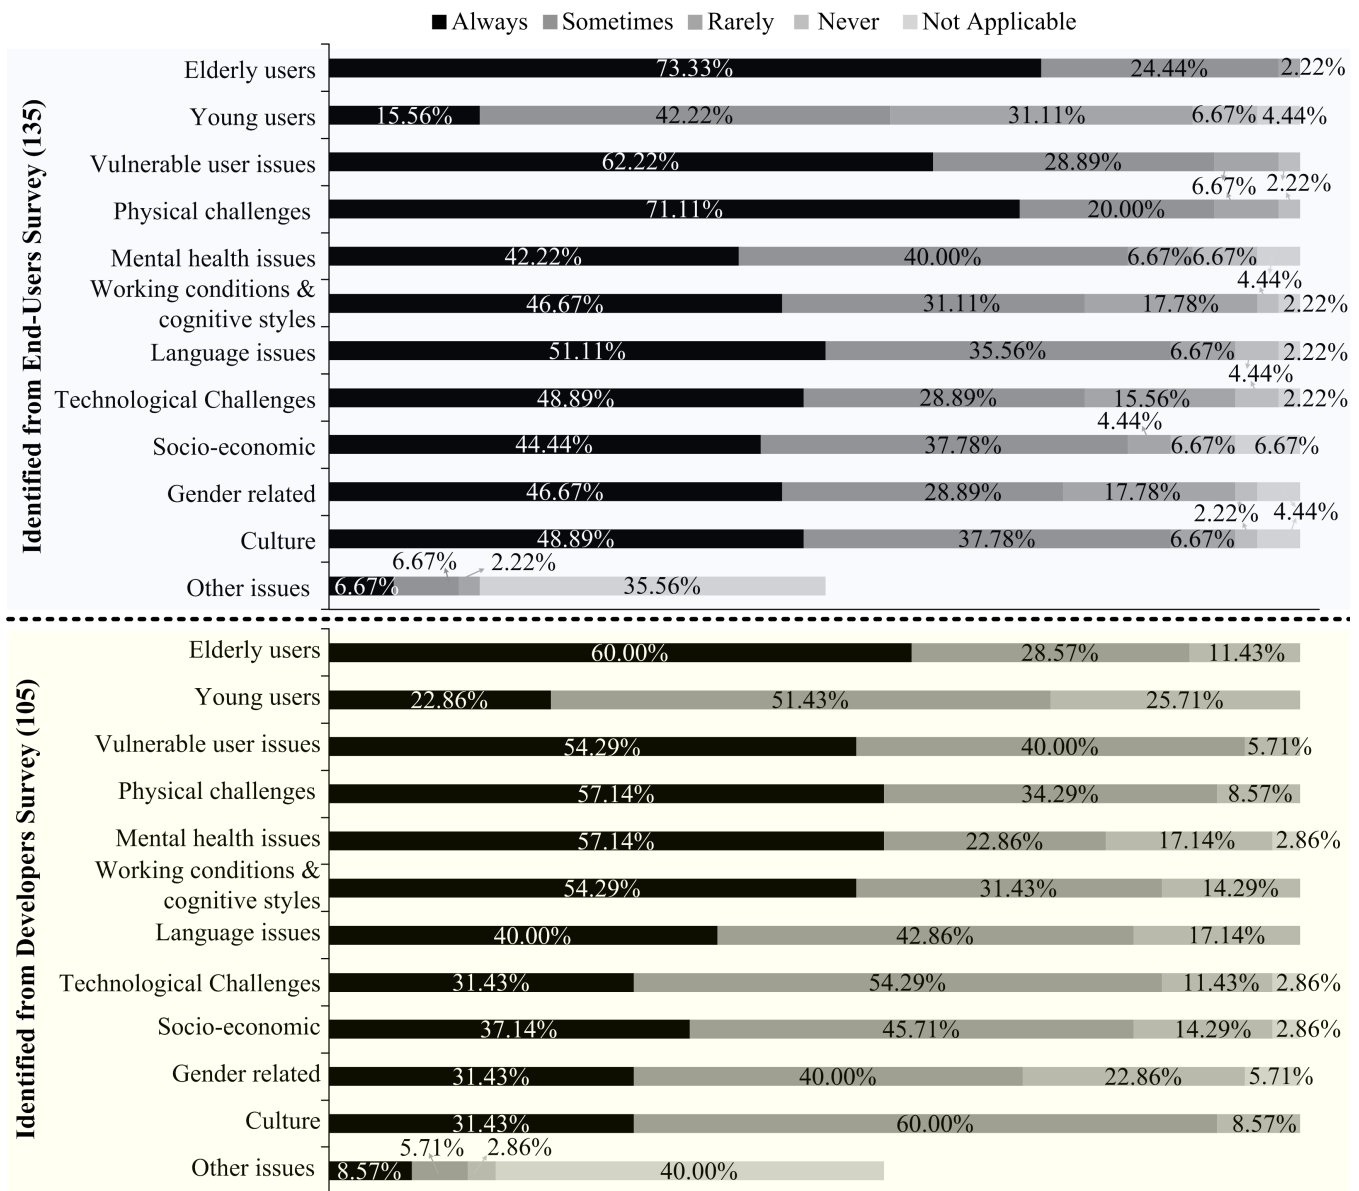 Always Sometimes Rarely Never Not Applicable
Identified from End-Users Survey (135)
Elderly users 73.33% 24.44% 2.22%
Young users 15.56% 42.22% 31.11% 6.67% 4.44%
Vulnerable user issues 62.22% 28.89%
6.67% 2.22%
Physical challenges 71.11% 20.00%
Mental health issues 42.22% 40.00% 6.67% 6.67%
4.44%
Working conditions &
cognitive styles 46.67% 31.11% 17.78% 2.22%
Language issues 51.11% 35.56% 6.67% 2.22%
4.44%
Technological Challenges 48.89% 28.89% 15.56% 2.22%
4.44%
Socio-economic 44.44% 37.78% 6.67% 6.67%
Gender related 46.67% 28.89% 17.78%
2.22% 4.44%
Culture 48.89% 37.78% 6.67%
6.67% 2.22%
Other issues 6.67% 35.56%
Identified from Developers Survey (105)
Elderly users 60.00% 28.57% 11.43%
Young users 22.86% 51.43% 25.71%
Vulnerable user issues 54.29% 40.00% 5.71%
Physical challenges 57.14% 34.29% 8.57%
Mental health issues 57.14% 22.86% 17.14% 2.86%
Working conditions &
cognitive styles 54.29% 31.43% 14.29%
Language issues 40.00% 42.86% 17.14%
Technological Challenges 31.43% 54.29% 11.43% 2.86%
Socio-economic 37.14% 45.71% 14.29% 2.86%
Gender related 31.43% 40.00% 22.86% 5.71%
Culture 31.43% 60.00% 8.57%
5.71% 2.86%
Other issues 8.57% 40.00%